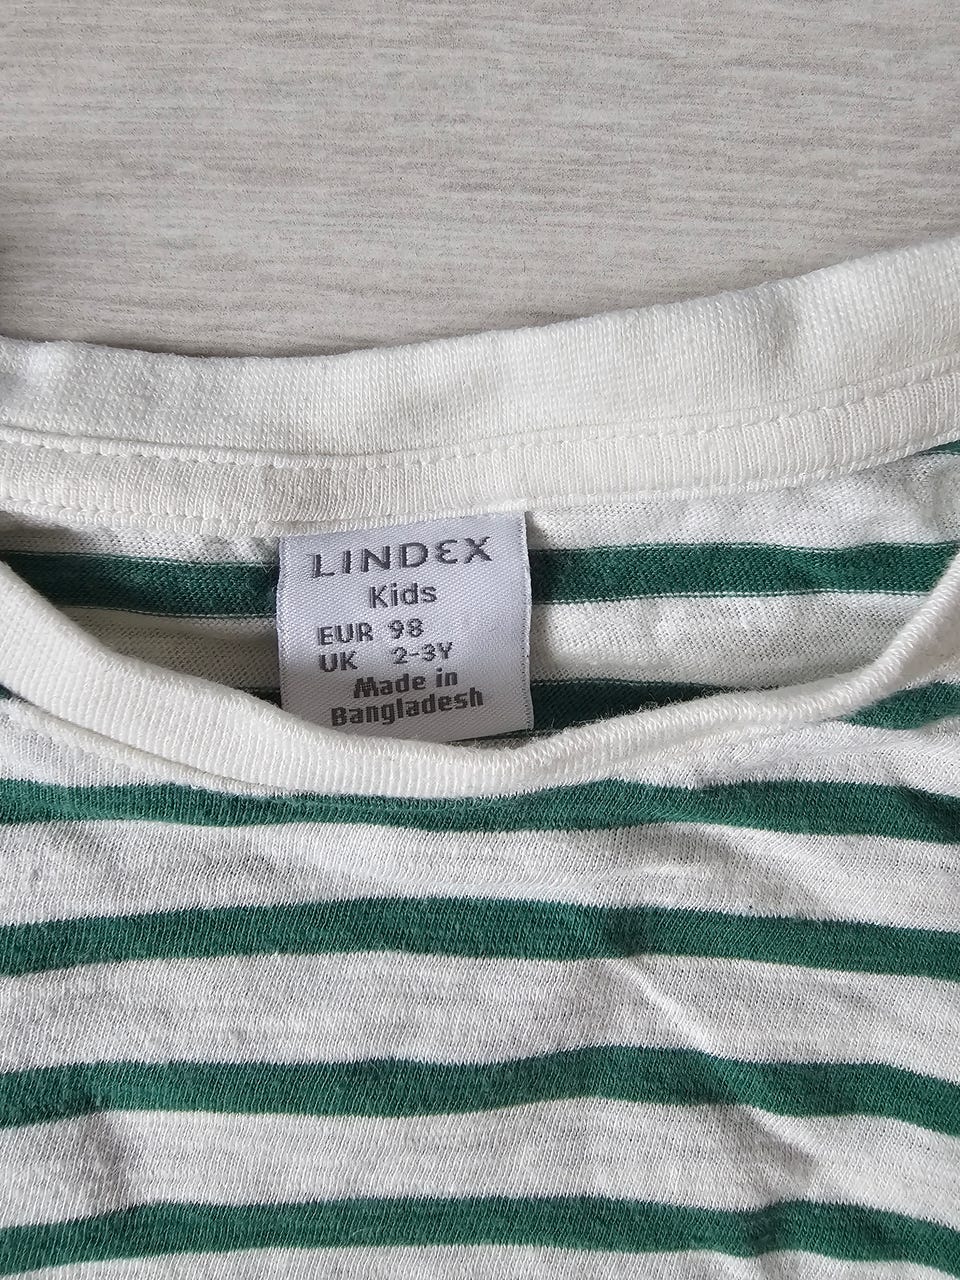 LINDEX
Kids
EUR 98
UK 2-3Y
Made in
Bangladesh